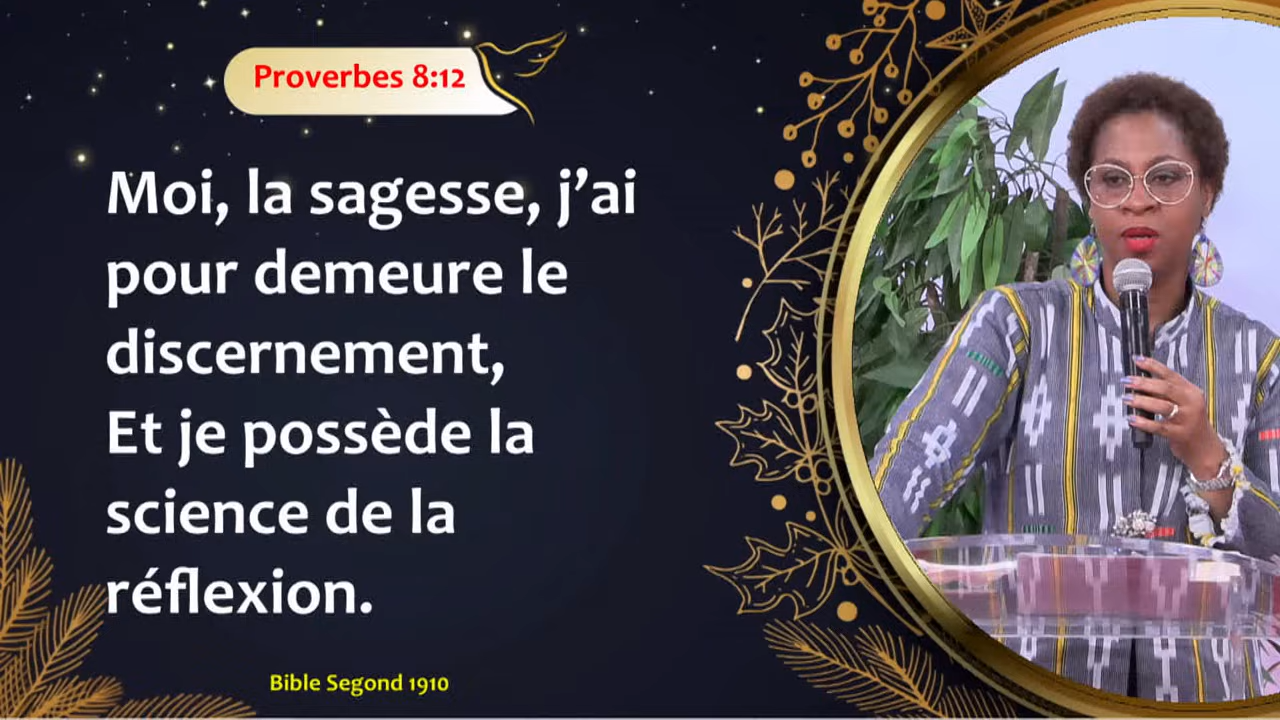 Proverbes 8:12
Moi, la sagesse, j’ai
pour demeure le
discernement,
Et je possède la
science de la
réflexion.
Bible Segond 1910